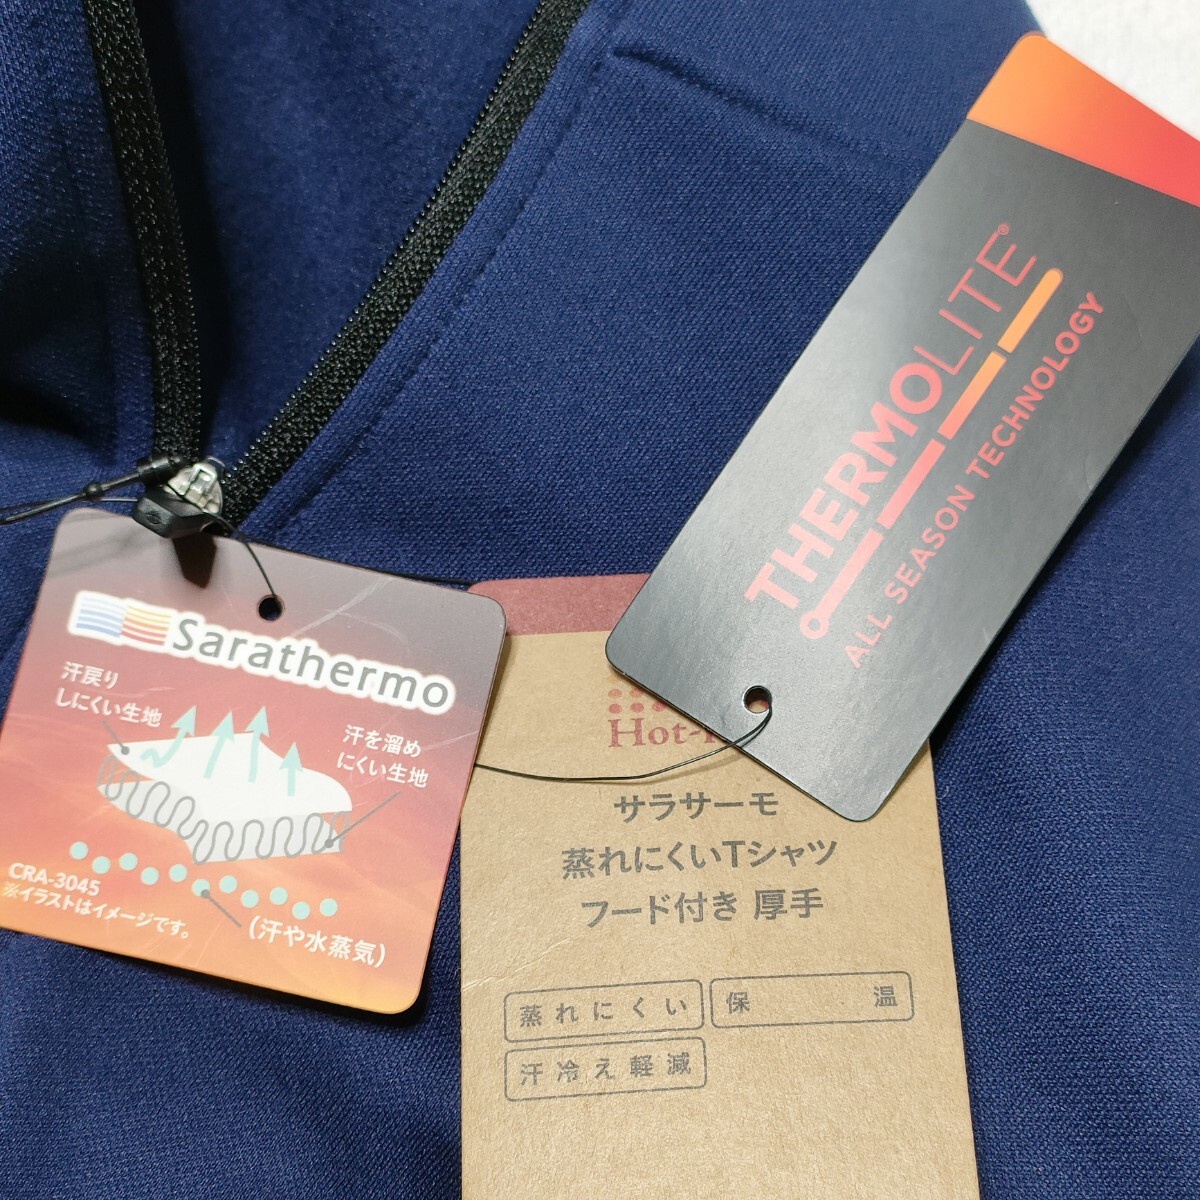 Sarathermo
汗戻り
しにくい生地
汗を溜め
にくい生地
CRA-3045
※イラストはイメージです。
(汗や水蒸気)
THERMOLITE®
ALL SEASON TECHNOLOGY
サラサーモ
蒸れにくいTシャツ
フード付き 厚手
蒸れにくい
保温
汗冷え軽減